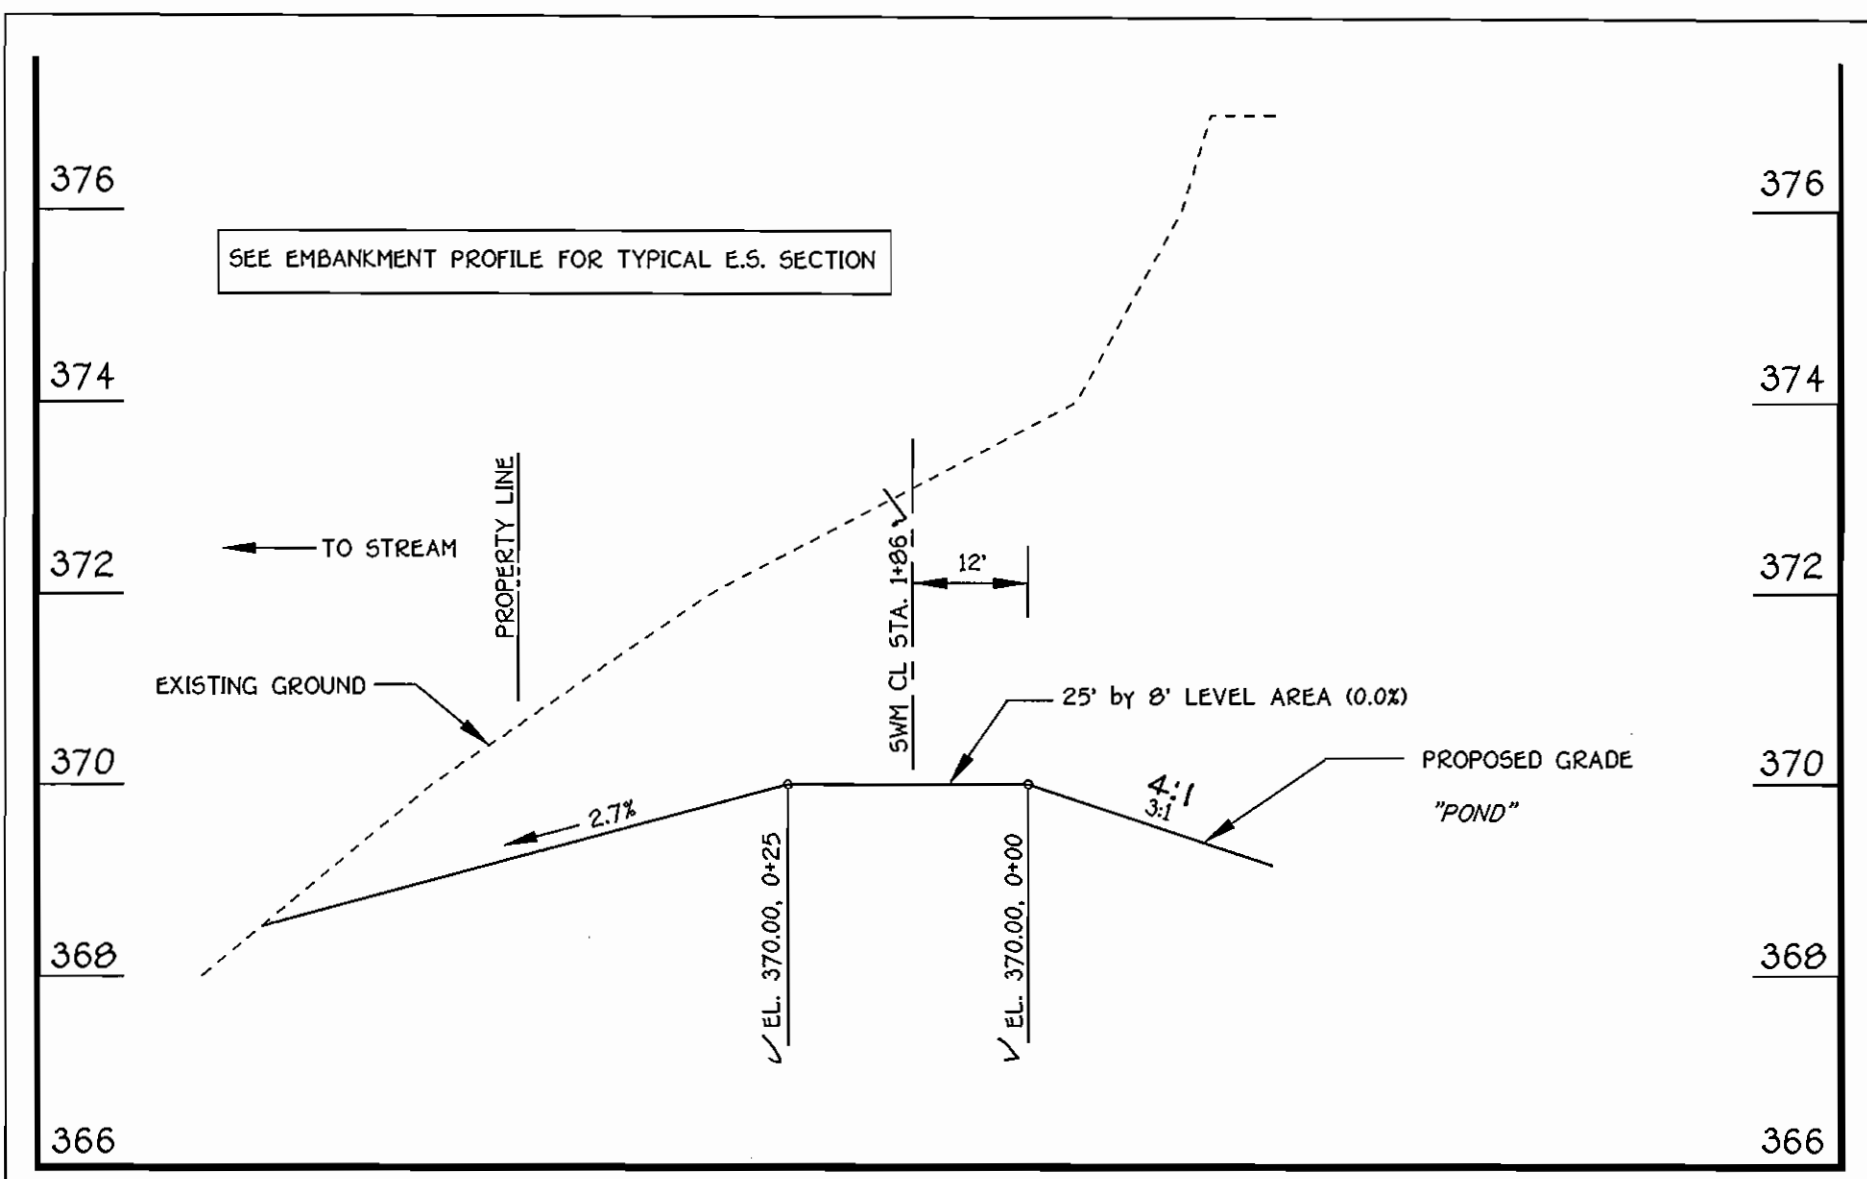 376
376
SEE EMBANKMENT PROFILE FOR TYPICAL E.S. SECTION
374
374
PROPERTY LINE
TO STREAM
372
12'
372
SWM CL STA. 1+86
EXISTING GROUND
25' by 8' LEVEL AREA (0.0%)
370
PROPOSED GRADE
370
4:1
3:1
"POND"
2.7%
EL. 370.00, 0+25
EL. 370.00, 0+00
368
368
366
366